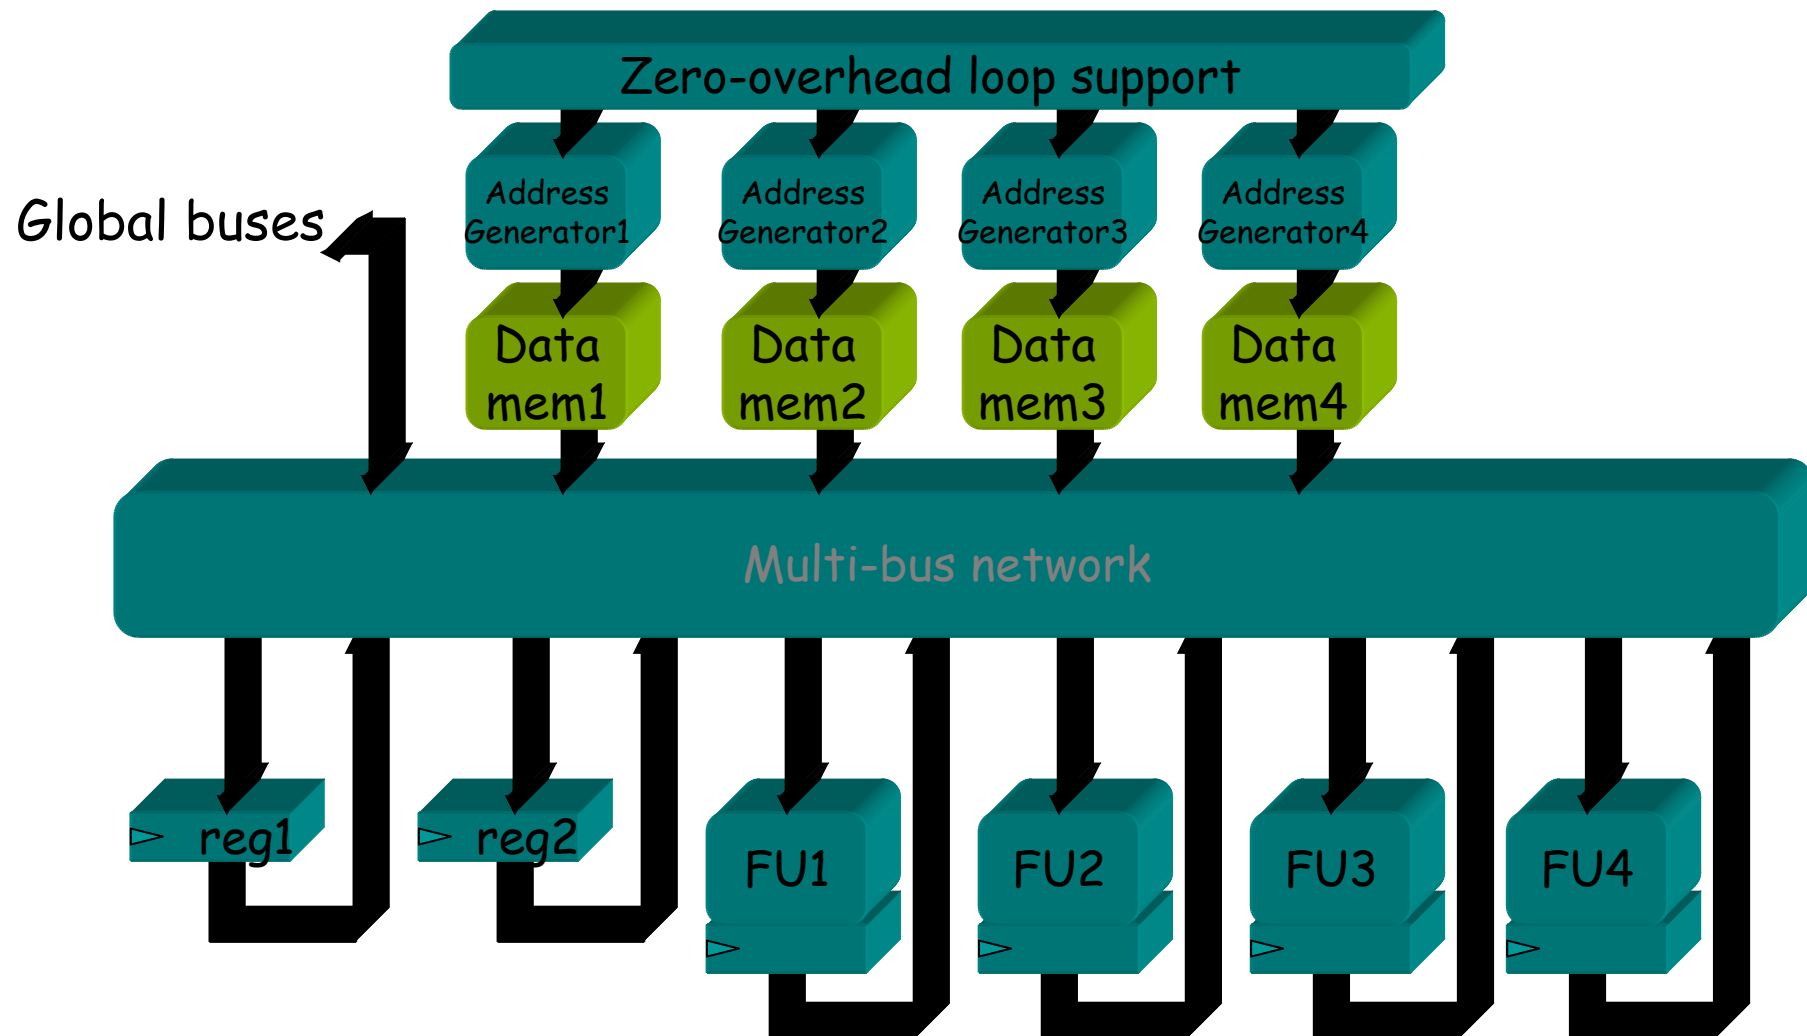 Zero-overhead loop support
Address
Generator1
Address
Generator2
Address
Generator3
Address
Generator4
Global buses
Data
mem1
Data
mem2
Data
mem3
Data
mem4
Multi-bus network
reg1
reg2
FU1
FU2
FU3
FU4